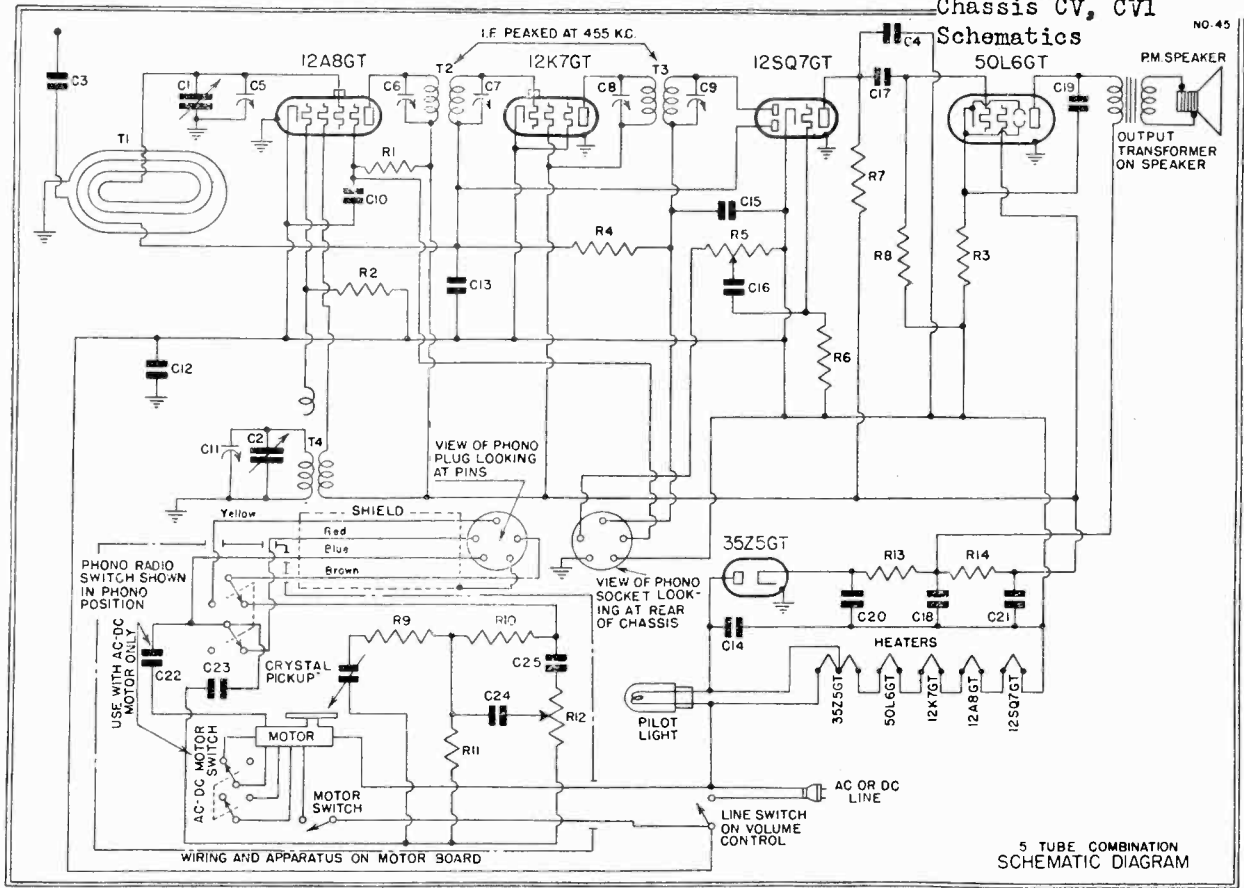 Chassis CV, CV1
Schematics
NO. 45
I.F. PEAKED AT 455 K.C.
C4
C3
12A8GT
T2
12K7GT
T3
12SQ7GT
C17
50L6GT
C19
P.M. SPEAKER
C1
C5
C6
C7
C8
C9
OUTPUT
TRANSFORMER
ON SPEAKER
T1
R1
C10
R7
C15
R4
R5
R8
R3
R2
C13
C16
C12
R6
C11
C2
T4
VIEW OF PHONO
PLUG LOOKING
AT PINS
Yellow
SHIELD
Red
Blue
Brown
35Z5GT
R13
R14
PHONO RADIO
SWITCH SHOWN
IN PHONO
POSITION
VIEW OF PHONO
SOCKET LOOK-
ING AT REAR
OF CHASSIS
C20
C18
C21
C14
HEATERS
R9
R10
C22
C23
CRYSTAL
PICKUP
C25
C24
R12
USE WITH AC-DC
MOTOR ONLY
PILOT
LIGHT
35Z5GT
50L6GT
12K7GT
12A8GT
12SQ7GT
MOTOR
R11
AC-DC MOTOR
SWITCH
MOTOR
SWITCH
AC OR DC
LINE
LINE SWITCH
ON VOLUME
CONTROL
WIRING AND APPARATUS ON MOTOR BOARD
5 TUBE COMBINATION
SCHEMATIC DIAGRAM